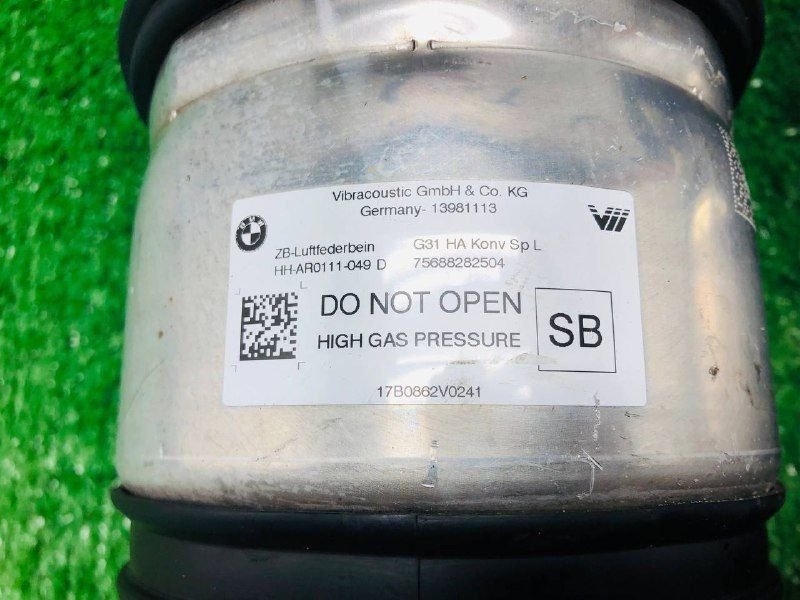 Vibracoustic GmbH & Co. KG
Germany- 13981113
BMW
ZB-Luftfederbein G31 HA Konv Sp L
HH-AR0111-049 D 75688282504
DO NOT OPEN
HIGH GAS PRESSURE
SB
17B0862V0241